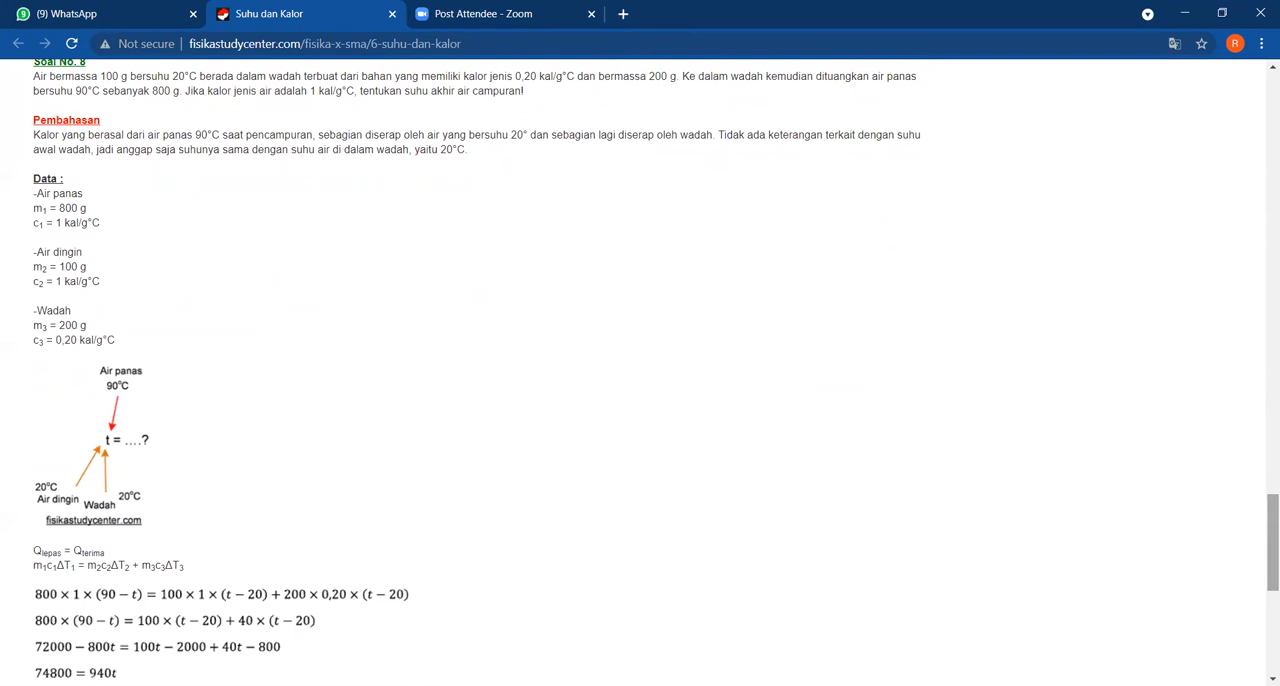 (9) WhatsApp
Suhu dan Kalor
Post Attendee - Zoom
Not secure | fisikastudycenter.com/fisika-x-sma/6-suhu-dan-kalor
R
Soal No. 8
Air bermassa 100 g bersuhu 20°C berada dalam wadah terbuat dari bahan yang memiliki kalor jenis 0,20 kal/g°C dan bermassa 200 g. Ke dalam wadah kemudian dituangkan air panas
bersuhu 90°C sebanyak 800 g. Jika kalor jenis air adalah 1 kal/g°C, tentukan suhu akhir air campuran!
Pembahasan
Kalor yang berasal dari air panas 90°C saat pencampuran, sebagian diserap oleh air yang bersuhu 20° dan sebagian lagi diserap oleh wadah. Tidak ada keterangan terkait dengan suhu
awal wadah, jadi anggap saja suhunya sama dengan suhu air di dalam wadah, yaitu 20°C.
Data :
-Air panas
m₁ = 800 g
c₁ = 1 kal/g°C
-Air dingin
m₂ = 100 g
c₂ = 1 kal/g°C
-Wadah
m₃ = 200 g
c₃ = 0,20 kal/g°C
Air panas
90°C
t = ....?
20°C
Air dingin
Wadah
20°C
fisikastudycenter.com
Qlepas = Qterima
m₁c₁ΔT₁ = m₂c₂ΔT₂ + m₃c₃ΔT₃
800 × 1 × (90 − t) = 100 × 1 × (t − 20) + 200 × 0,20 × (t − 20)
800 × (90 − t) = 100 × (t − 20) + 40 × (t − 20)
72000 − 800t = 100t − 2000 + 40t − 800
74800 = 940t